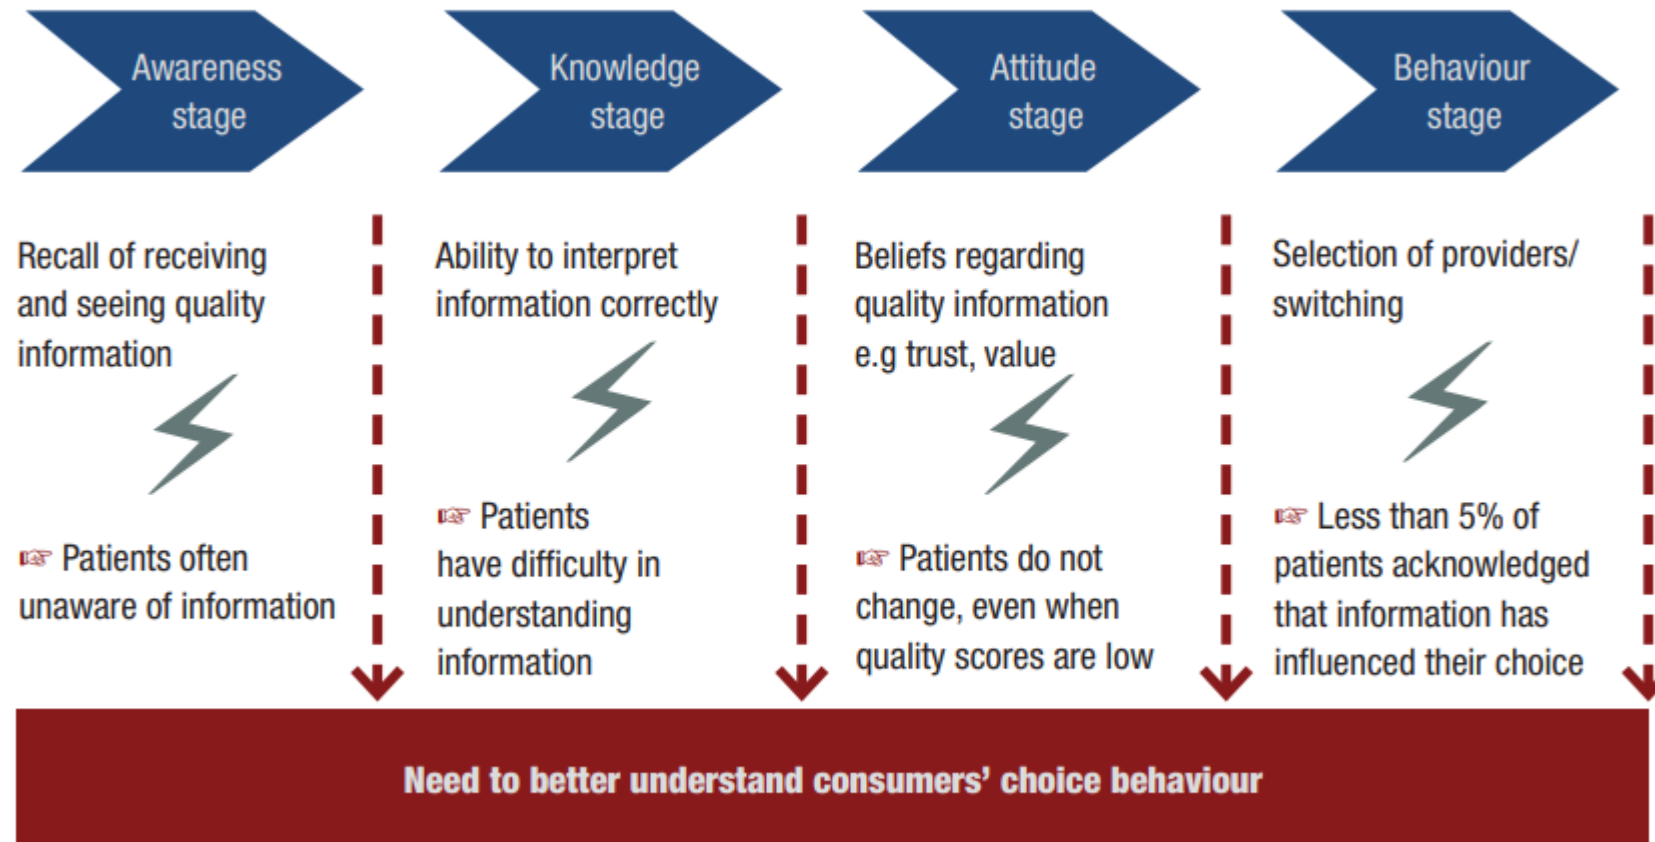 Awareness
stage
Knowledge
stage
Attitude
stage
Behaviour
stage
Recall of receiving
and seeing quality
information
☞ Patients often
unaware of information
Ability to interpret
information correctly
☞ Patients
have difficulty in
understanding
information
Beliefs regarding
quality information
e.g trust, value
☞ Patients do not
change, even when
quality scores are low
Selection of providers/
switching
☞ Less than 5% of
patients acknowledged
that information has
influenced their choice
Need to better understand consumers’ choice behaviour